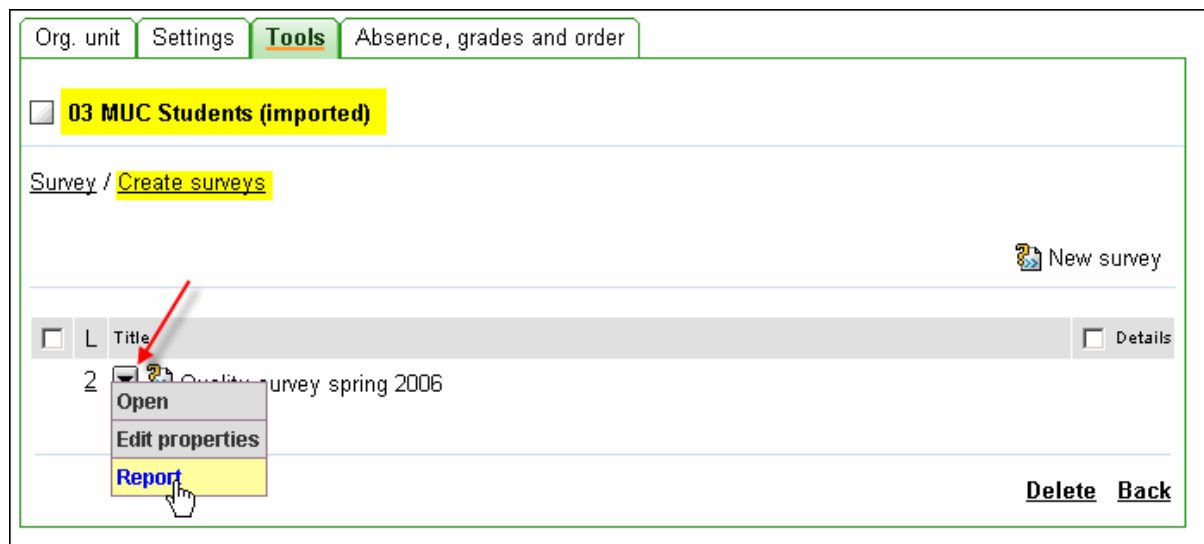 Org. unit Settings Tools Absence, grades and order
03 MUC Students (imported)
Survey / Create surveys
New survey
L Title Details
2 Quality survey spring 2006
Open
Edit properties
Report
Delete Back